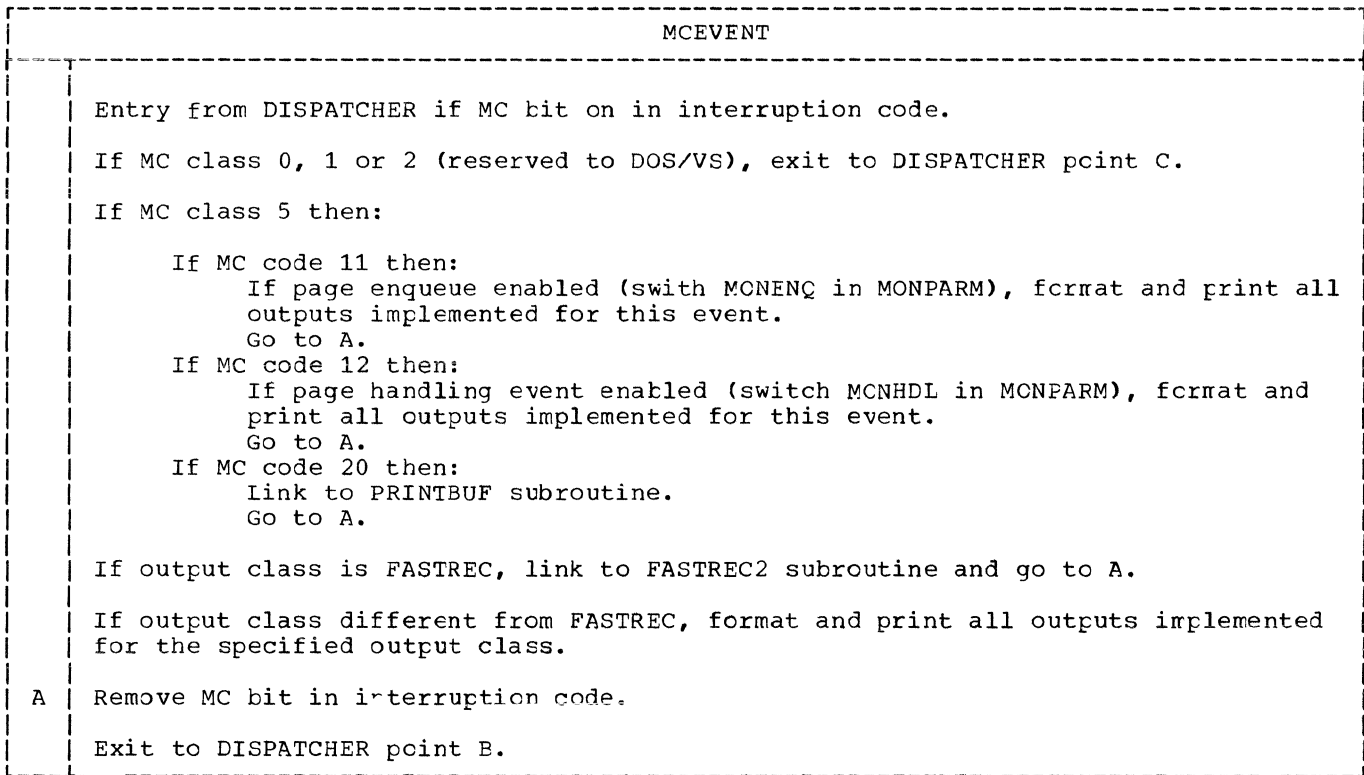 MCEVENT
Entry from DISPATCHER if MC bit on in interruption code.
If MC class 0, 1 or 2 (reserved to DOS/VS), exit to DISPATCHER point C.
If MC class 5 then:
If MC code 11 then:
If page enqueue enabled (swith MONENQ in MONPARM), format and print all
outputs implemented for this event.
Go to A.
If MC code 12 then:
If page handling event enabled (switch MONHDL in MONPARM), format and
print all outputs implemented for this event.
Go to A.
If MC code 20 then:
Link to PRINTBUF subroutine.
Go to A.
If output class is FASTREC, link to FASTREC2 subroutine and go to A.
If output class different from FASTREC, format and print all outputs implemented
for the specified output class.
A Remove MC bit in interruption code.
Exit to DISPATCHER point B.